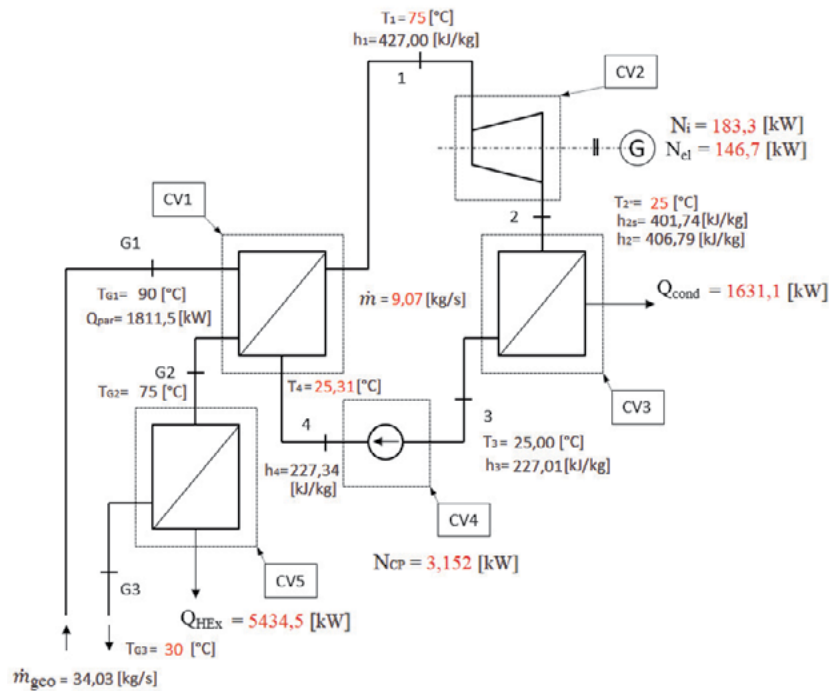 T₁= 75 [°C]
h₁=427,00 [kJ/kg]
1
CV2
Nᵢ = 183,3 [kW]
Nₑₗ = 146,7 [kW]
G
CV1
2
T₂= 25 [°C]
h₂ₛ= 401,74 [kJ/kg]
h₂= 406,79 [kJ/kg]
G1
T_G1= 90 [°C]
Q_par= 1811,5 [kW]
ṁ = 9,07 [kg/s]
Q_cond = 1631,1 [kW]
G2
T_G2= 75 [°C]
T₄= 25,31 [°C]
4
3
CV3
T₃= 25,00 [°C]
h₃= 227,01 [kJ/kg]
h₄=227,34
[kJ/kg]
CV4
N_CP = 3,152 [kW]
CV5
G3
Q_HEx = 5434,5 [kW]
T_G3= 30 [°C]
ṁ_geo = 34,03 [kg/s]